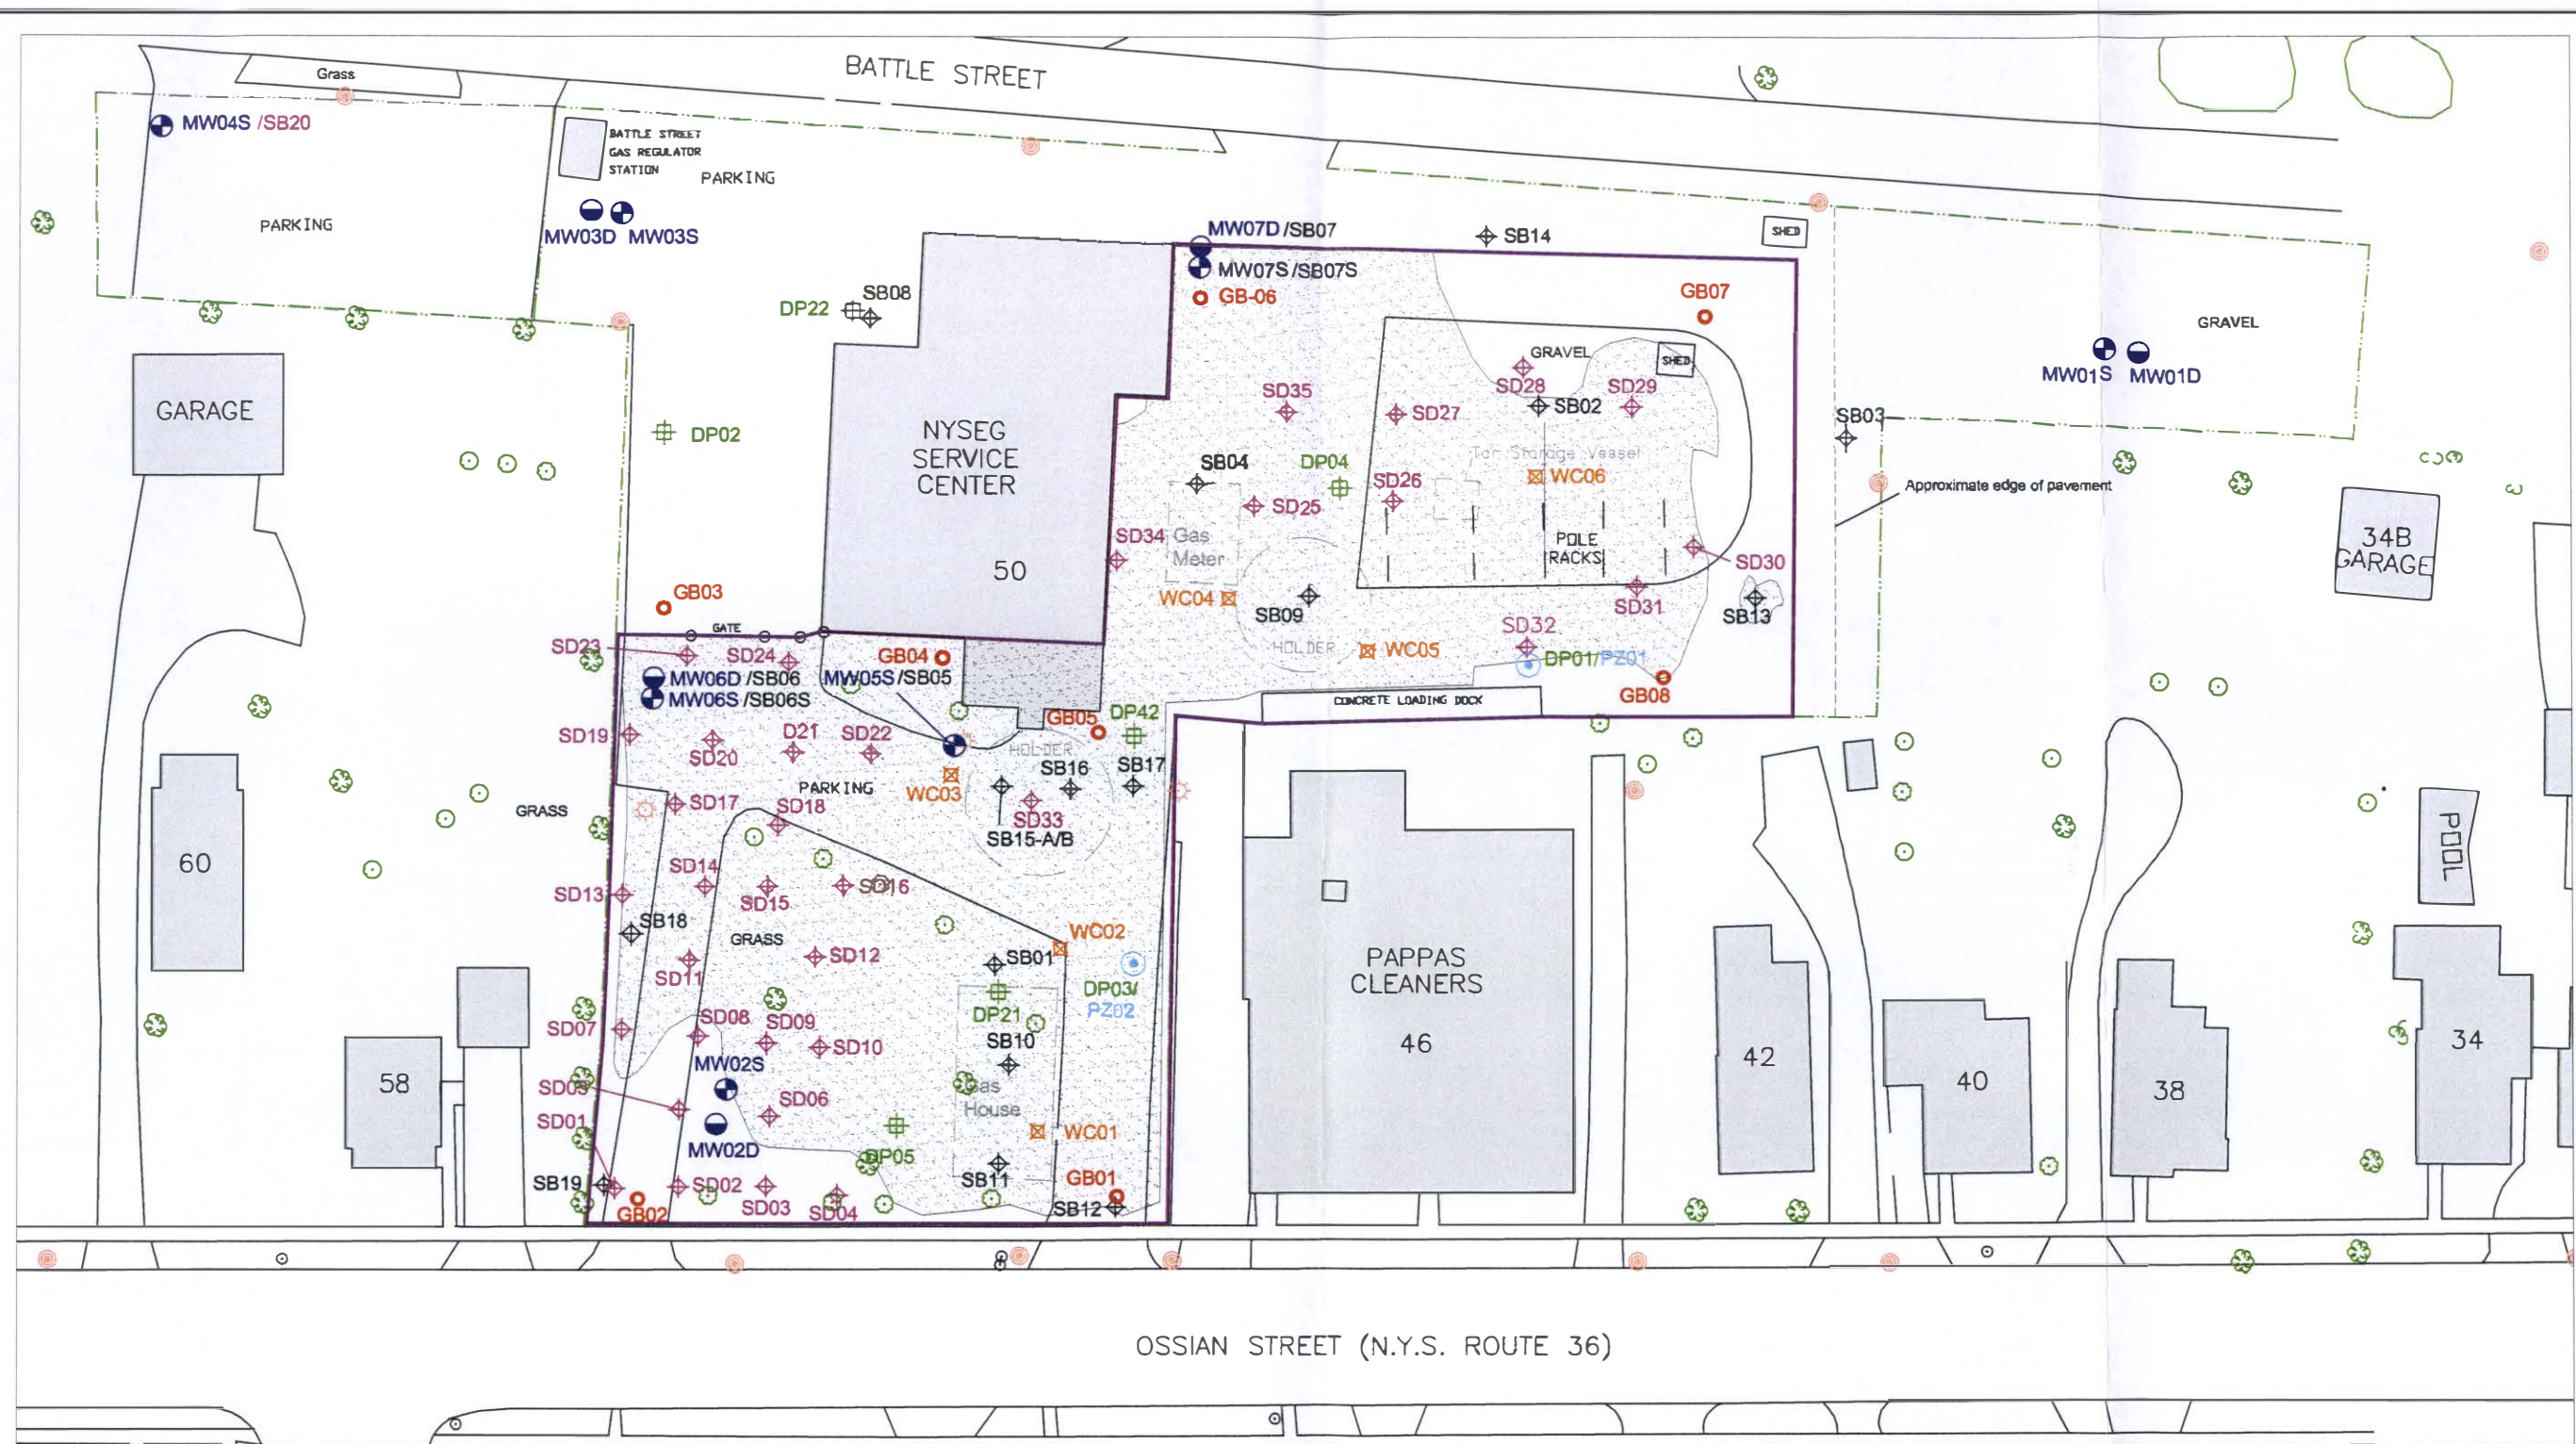 BATTLE STREET
Grass
MW04S /SB20
BATTLE STREET
GAS REGULATOR
STATION
PARKING
PARKING
MW03D MW03S
MW07D /SB07
SB14
SHED
MW07S /SB07S
GB-06
GB07
SB08
DP22
GRAVEL
MW01S MW01D
GARAGE
DP02
NYSEG
SERVICE
CENTER
50
GRAVEL
SHED
SD35
SD28
SD29
SD27
SB02
SB03
SB04
DP04
Tar Storage Vessel
SD26
WC06
Approximate edge of pavement
SD25
SD34
Gas
Meter
POLE
RACKS
SD30
34B
GARAGE
GB03
WC04
SB09
SD31
SB13
GATE
SD23
SD24
GB04
HOLDER
WC05
SD32
DP01/PZ01
MW06D /SB06
MW05S /SB05
MW06S /SB06S
GB08
CONCRETE LOADING DOCK
GB05
DP42
SD19
SD20
D21
SD22
HOLDER
SB16
SB17
PARKING
WC03
SD17
SD18
SD33
SB15-A/B
GRASS
60
SD14
SD13
SD15
SD16
SB18
GRASS
WC02
SD12
SB01
SD11
PAPPAS
CLEANERS
46
POOL
DP03/
PZ02
DP21
SD07
SD08
SD09
SD10
SB10
MW02S
58
42
40
38
34
Gas
House
SD05
SD06
SD01
WC01
MW02D
DP05
SB11
GB01
SB19
SD02
SD03
SD04
GB02
SB12
OSSIAN STREET (N.Y.S. ROUTE 36)